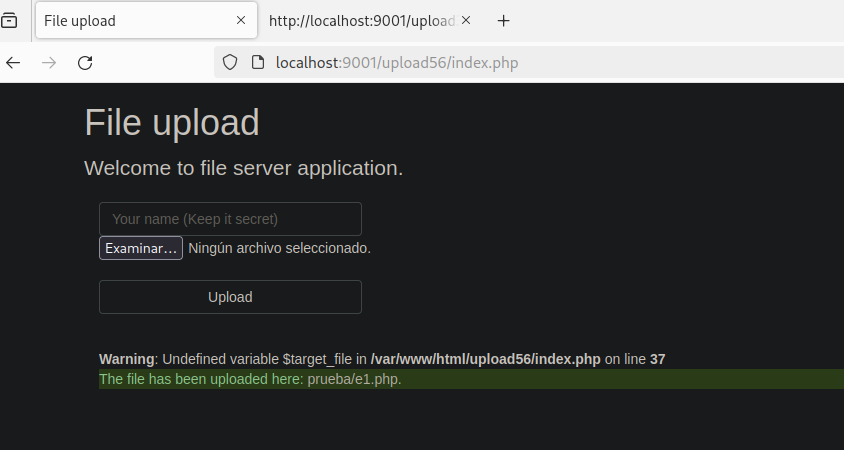 File upload
http://localhost:9001/upload
localhost:9001/upload56/index.php
File upload
Welcome to file server application.
Your name (Keep it secret)
Examinar... Ningún archivo seleccionado.
Upload
Warning: Undefined variable $target_file in /var/www/html/upload56/index.php on line 37
The file has been uploaded here: prueba/e1.php.